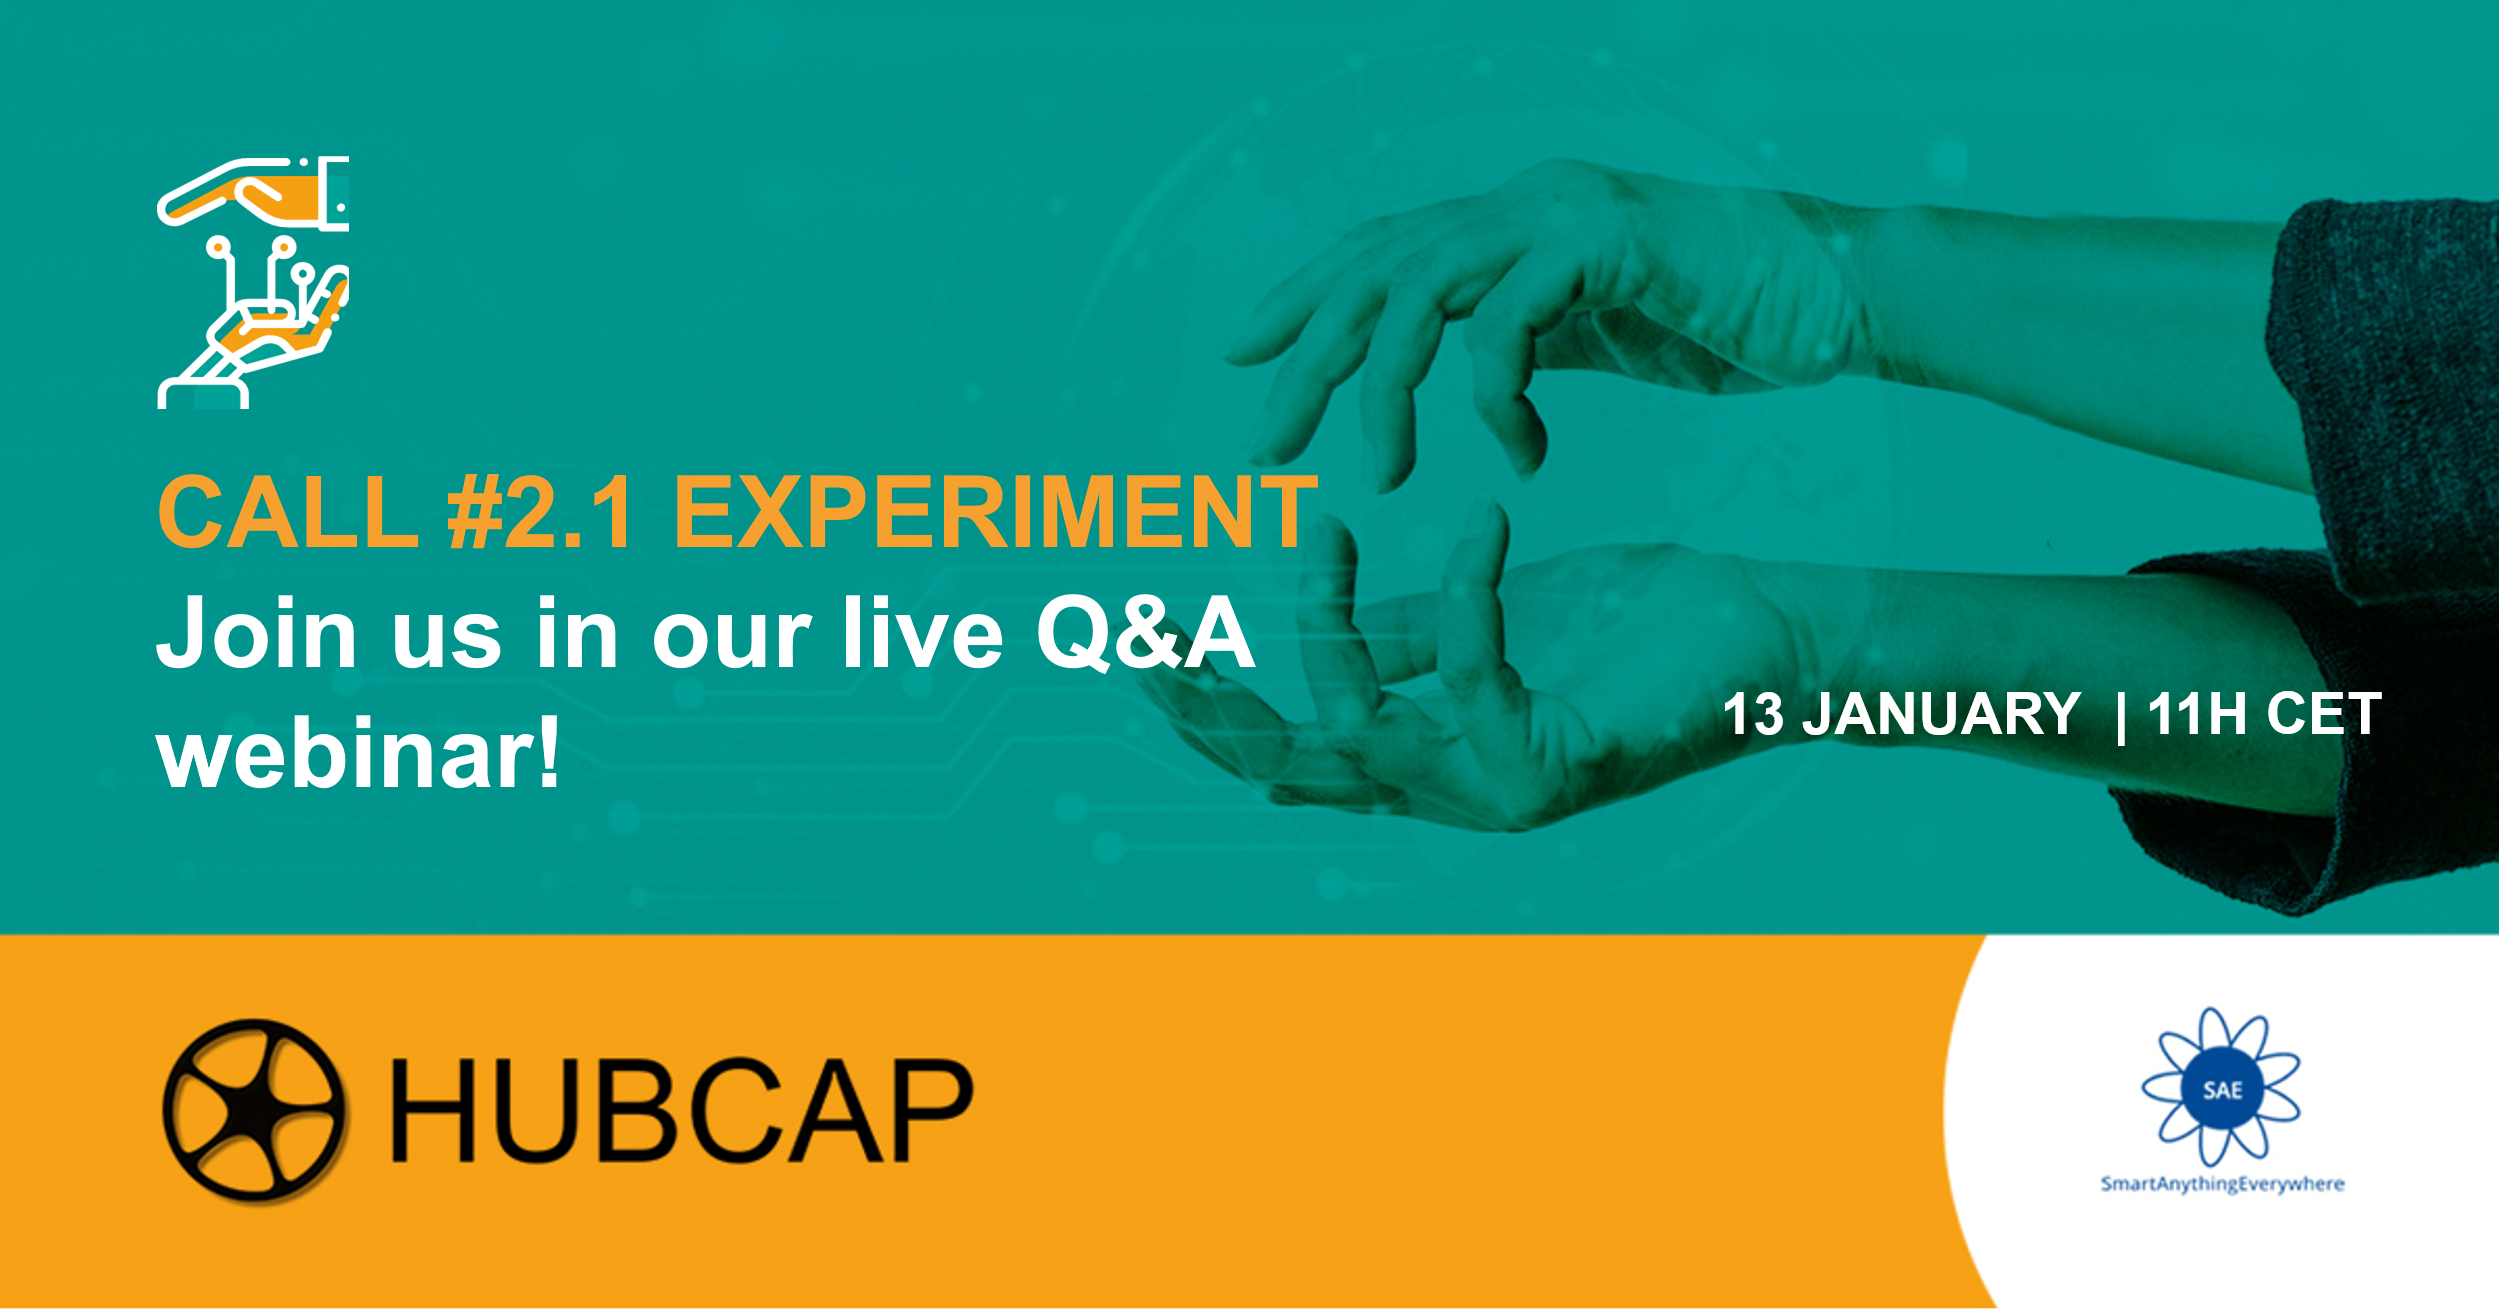 CALL #2.1 EXPERIMENT
Join us in our live Q&A
webinar!
13 JANUARY | 11H CET
HUBCAP
SAE
SmartAnythingEverywhere